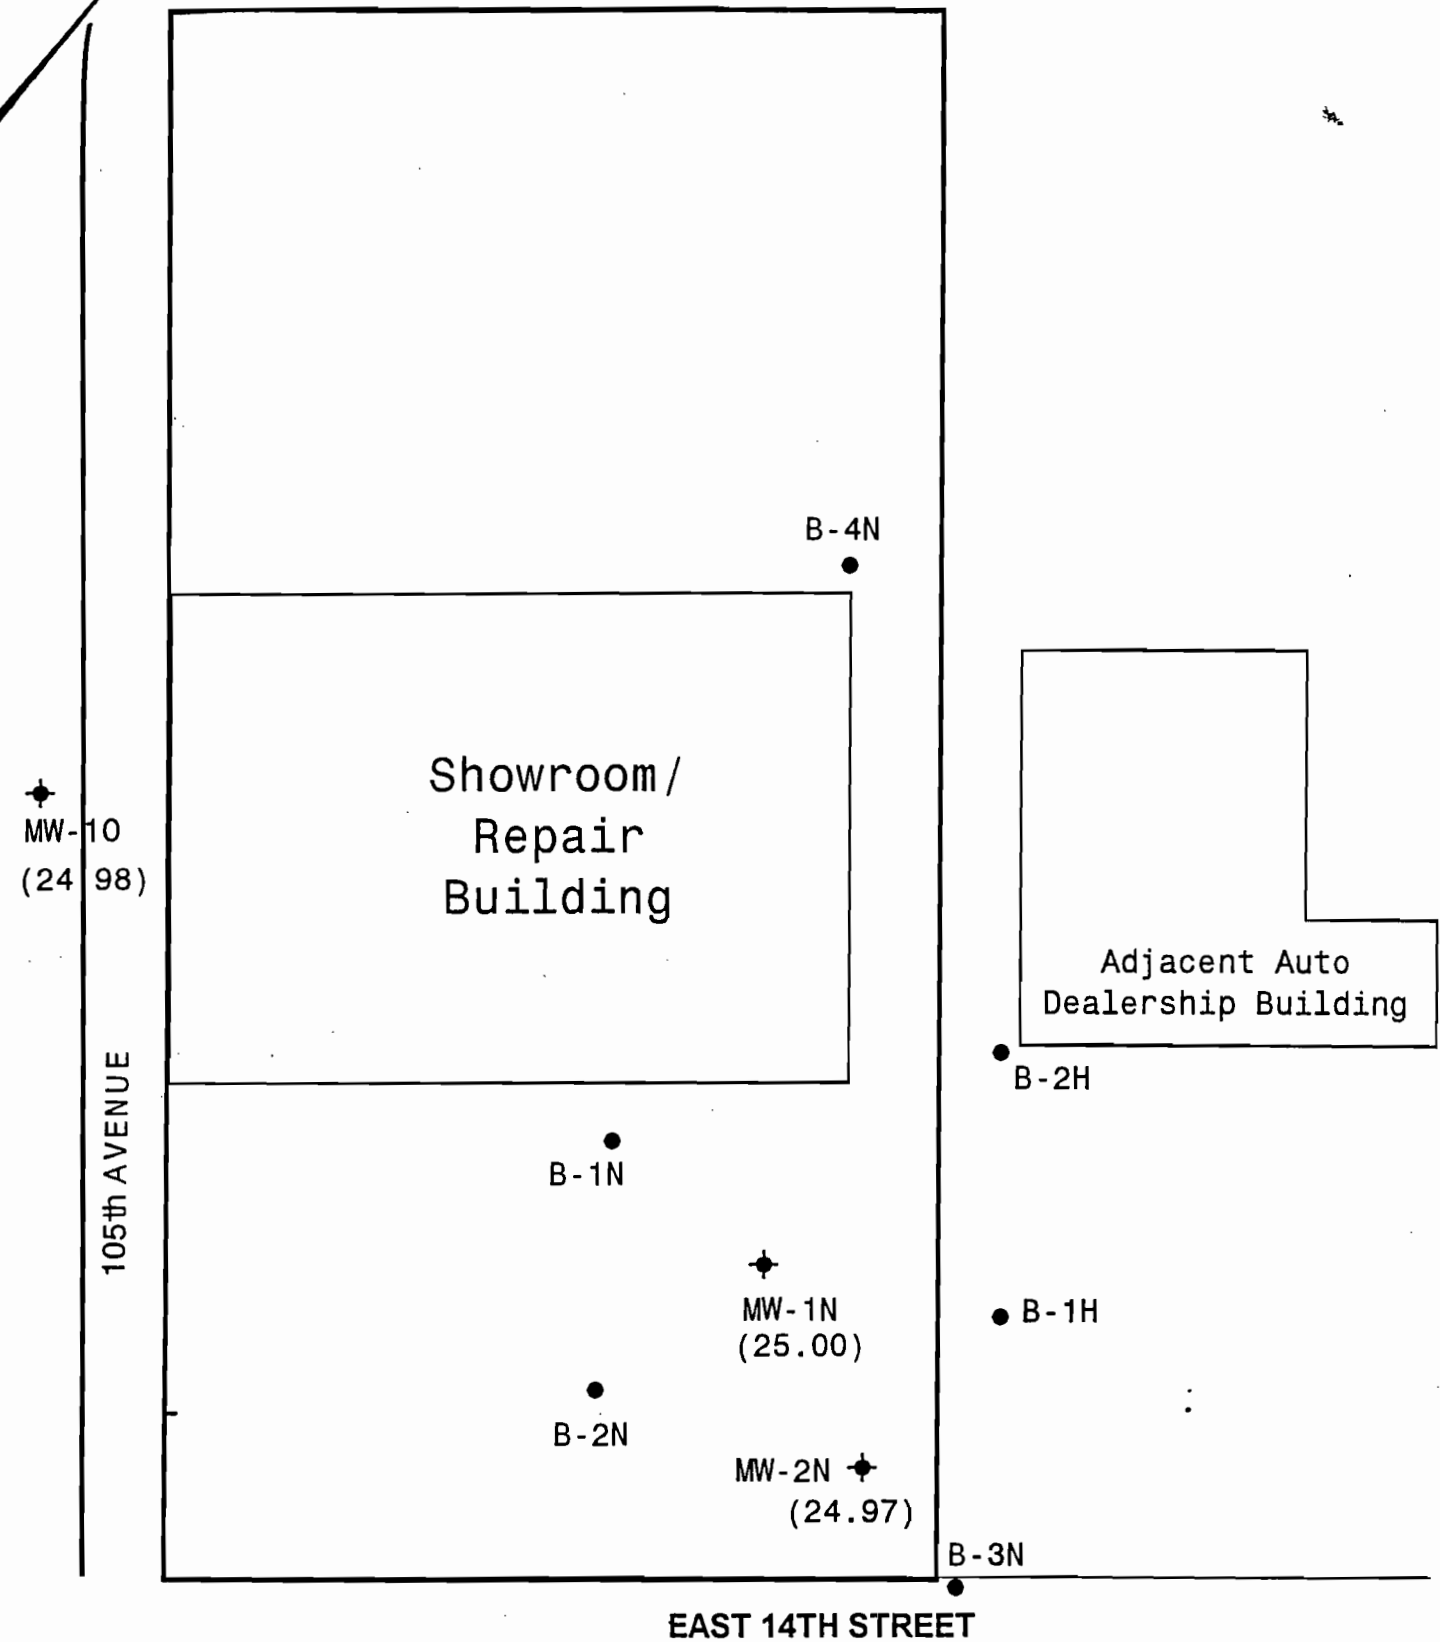 B-4N
Showroom/
Repair
Building
MW-10
(24 98)
Adjacent Auto
Dealership Building
B-2H
105th AVENUE
B-1N
MW-1N
(25.00)
B-1H
B-2N
MW-2N
(24.97)
B-3N
EAST 14TH STREET